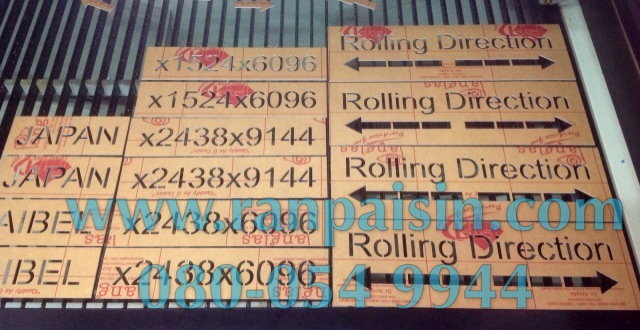 x1524x6096
Rolling Direction
x1524x6096
Rolling Direction
JAPAN
x2438x9144
JAPAN
x2438x9144
Rolling Direction
AIBEL
x2438x6096
Rolling Direction
IBEL
x2438x6096
www.ranpaisin.com
080-054 9944